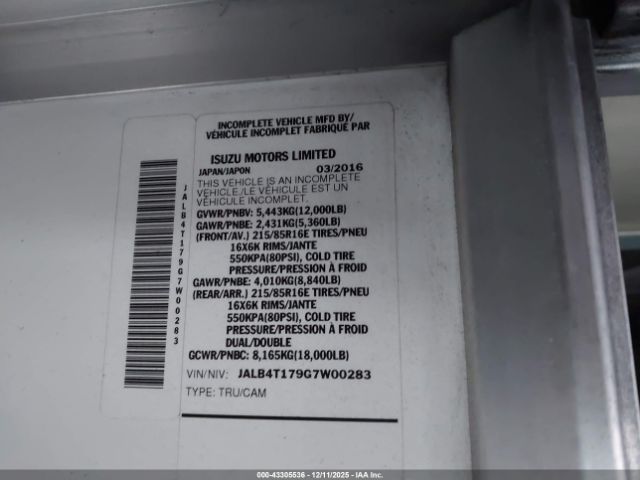 INCOMPLETE VEHICLE MFD BY/
VÉHICULE INCOMPLET FABRIQUÉ PAR
ISUZU MOTORS LIMITED
JAPAN/JAPON 03/2016
THIS VEHICLE IS AN INCOMPLETE
VEHICLE./LE VÉHICULE EST UN
VÉHICULE INCOMPLET.
GVWR/PNBV: 5,443KG(12,000LB)
GAWR/PNBE: 2,431KG(5,360LB)
(FRONT/AV.) 215/85R16E TIRES/PNEU
16X6K RIMS/JANTE
550KPA(80PSI), COLD TIRE
PRESSURE/PRESSION À FROID
GAWR/PNBE: 4,010KG(8,840LB)
(REAR/ARR.) 215/85R16E TIRES/PNEU
16X6K RIMS/JANTE
550KPA(80PSI), COLD TIRE
PRESSURE/PRESSION À FROID
DUAL/DOUBLE
GCWR/PNBC: 8,165KG(18,000LB)
VIN/NIV: JALB4T179G7W00283
TYPE: TRU/CAM
JALB4T179G7W00283
000-43305536 - 12/11/2025 - IAA Inc.